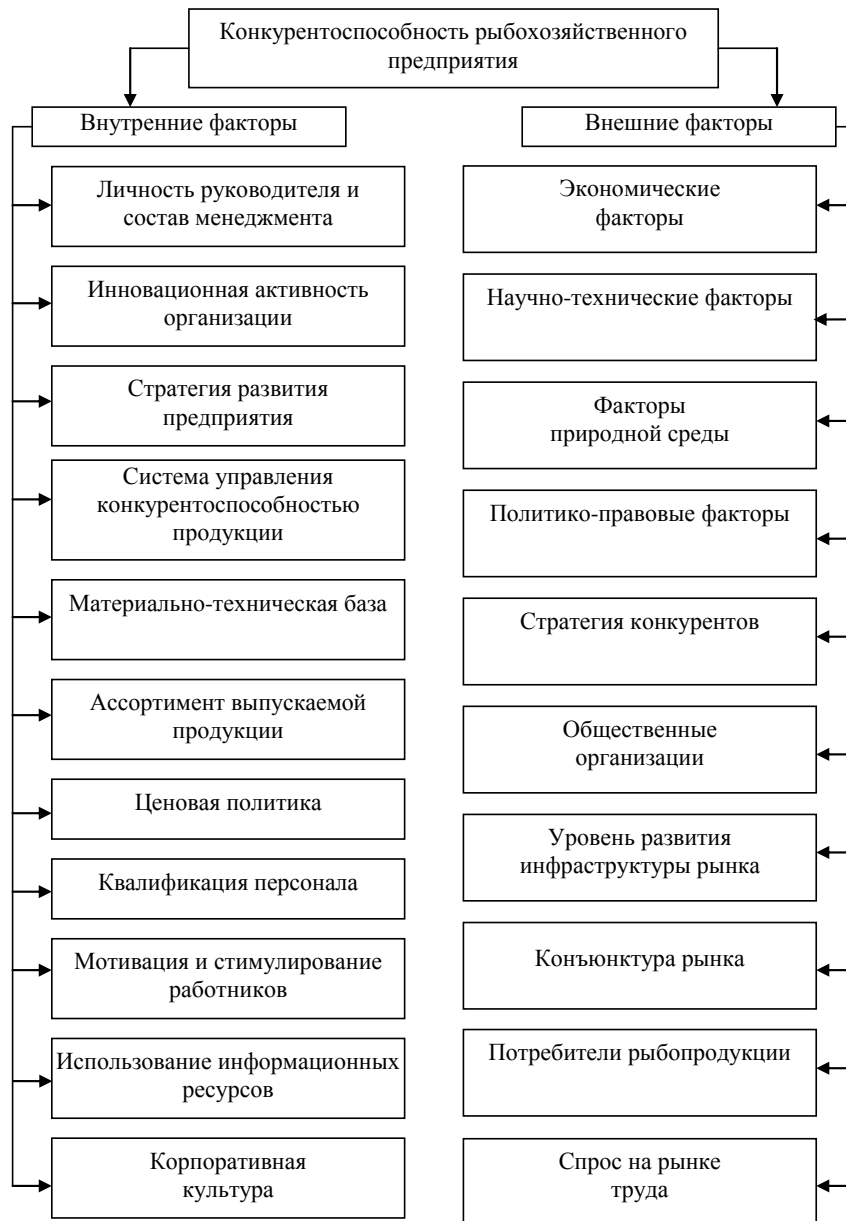 Конкурентоспособность рыбохозяйственного
предприятия
Внутренние факторы
Личность руководителя и
состав менеджмента
Инновационная активность
организации
Стратегия развития
предприятия
Система управления
конкурентоспособностью
продукции
Материально-техническая база
Ассортимент выпускаемой
продукции
Ценовая политика
Квалификация персонала
Мотивация и стимулирование
работников
Использование информационных
ресурсов
Корпоративная
культура
Внешние факторы
Экономические
факторы
Научно-технические факторы
Факторы
природной среды
Политико-правовые факторы
Стратегия конкурентов
Общественные
организации
Уровень развития
инфраструктуры рынка
Конъюнктура рынка
Потребители рыбопродукции
Спрос на рынке
труда